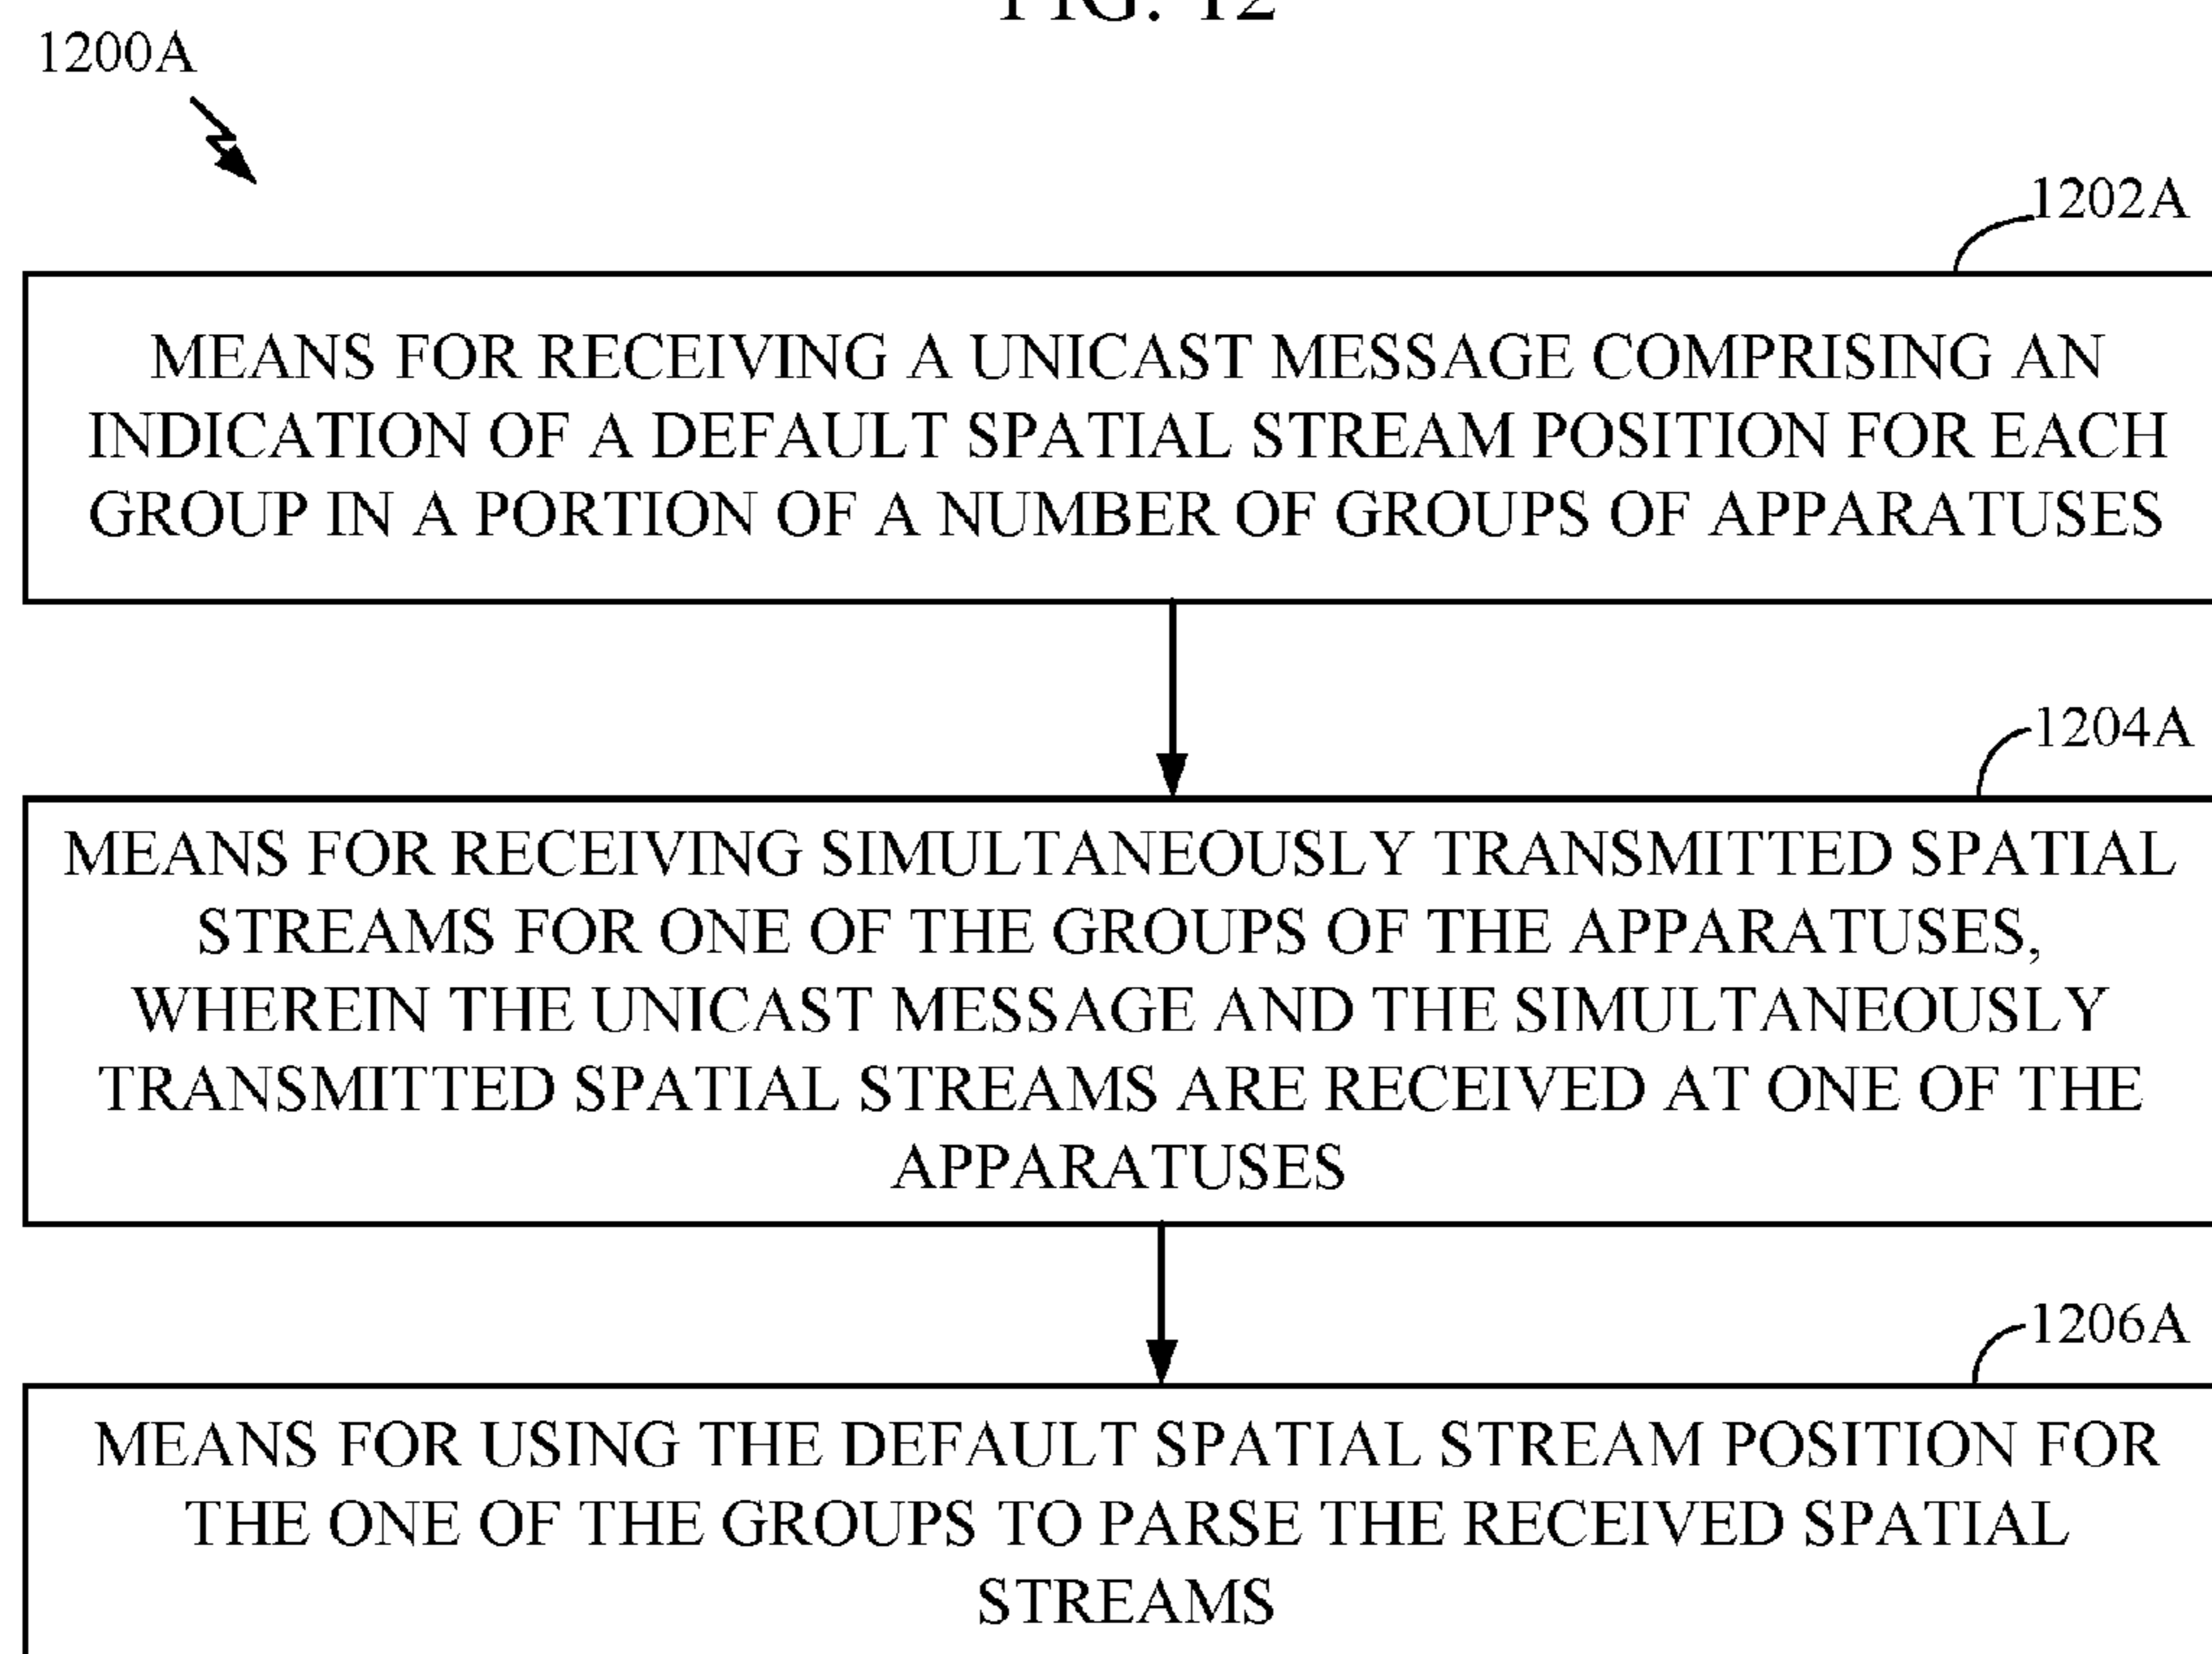 FIG. 12
1200A
1202A
MEANS FOR RECEIVING A UNICAST MESSAGE COMPRISING AN
INDICATION OF A DEFAULT SPATIAL STREAM POSITION FOR EACH
GROUP IN A PORTION OF A NUMBER OF GROUPS OF APPARATUSES
1204A
MEANS FOR RECEIVING SIMULTANEOUSLY TRANSMITTED SPATIAL
STREAMS FOR ONE OF THE GROUPS OF THE APPARATUSES,
WHEREIN THE UNICAST MESSAGE AND THE SIMULTANEOUSLY
TRANSMITTED SPATIAL STREAMS ARE RECEIVED AT ONE OF THE
APPARATUSES
1206A
MEANS FOR USING THE DEFAULT SPATIAL STREAM POSITION FOR
THE ONE OF THE GROUPS TO PARSE THE RECEIVED SPATIAL
STREAMS